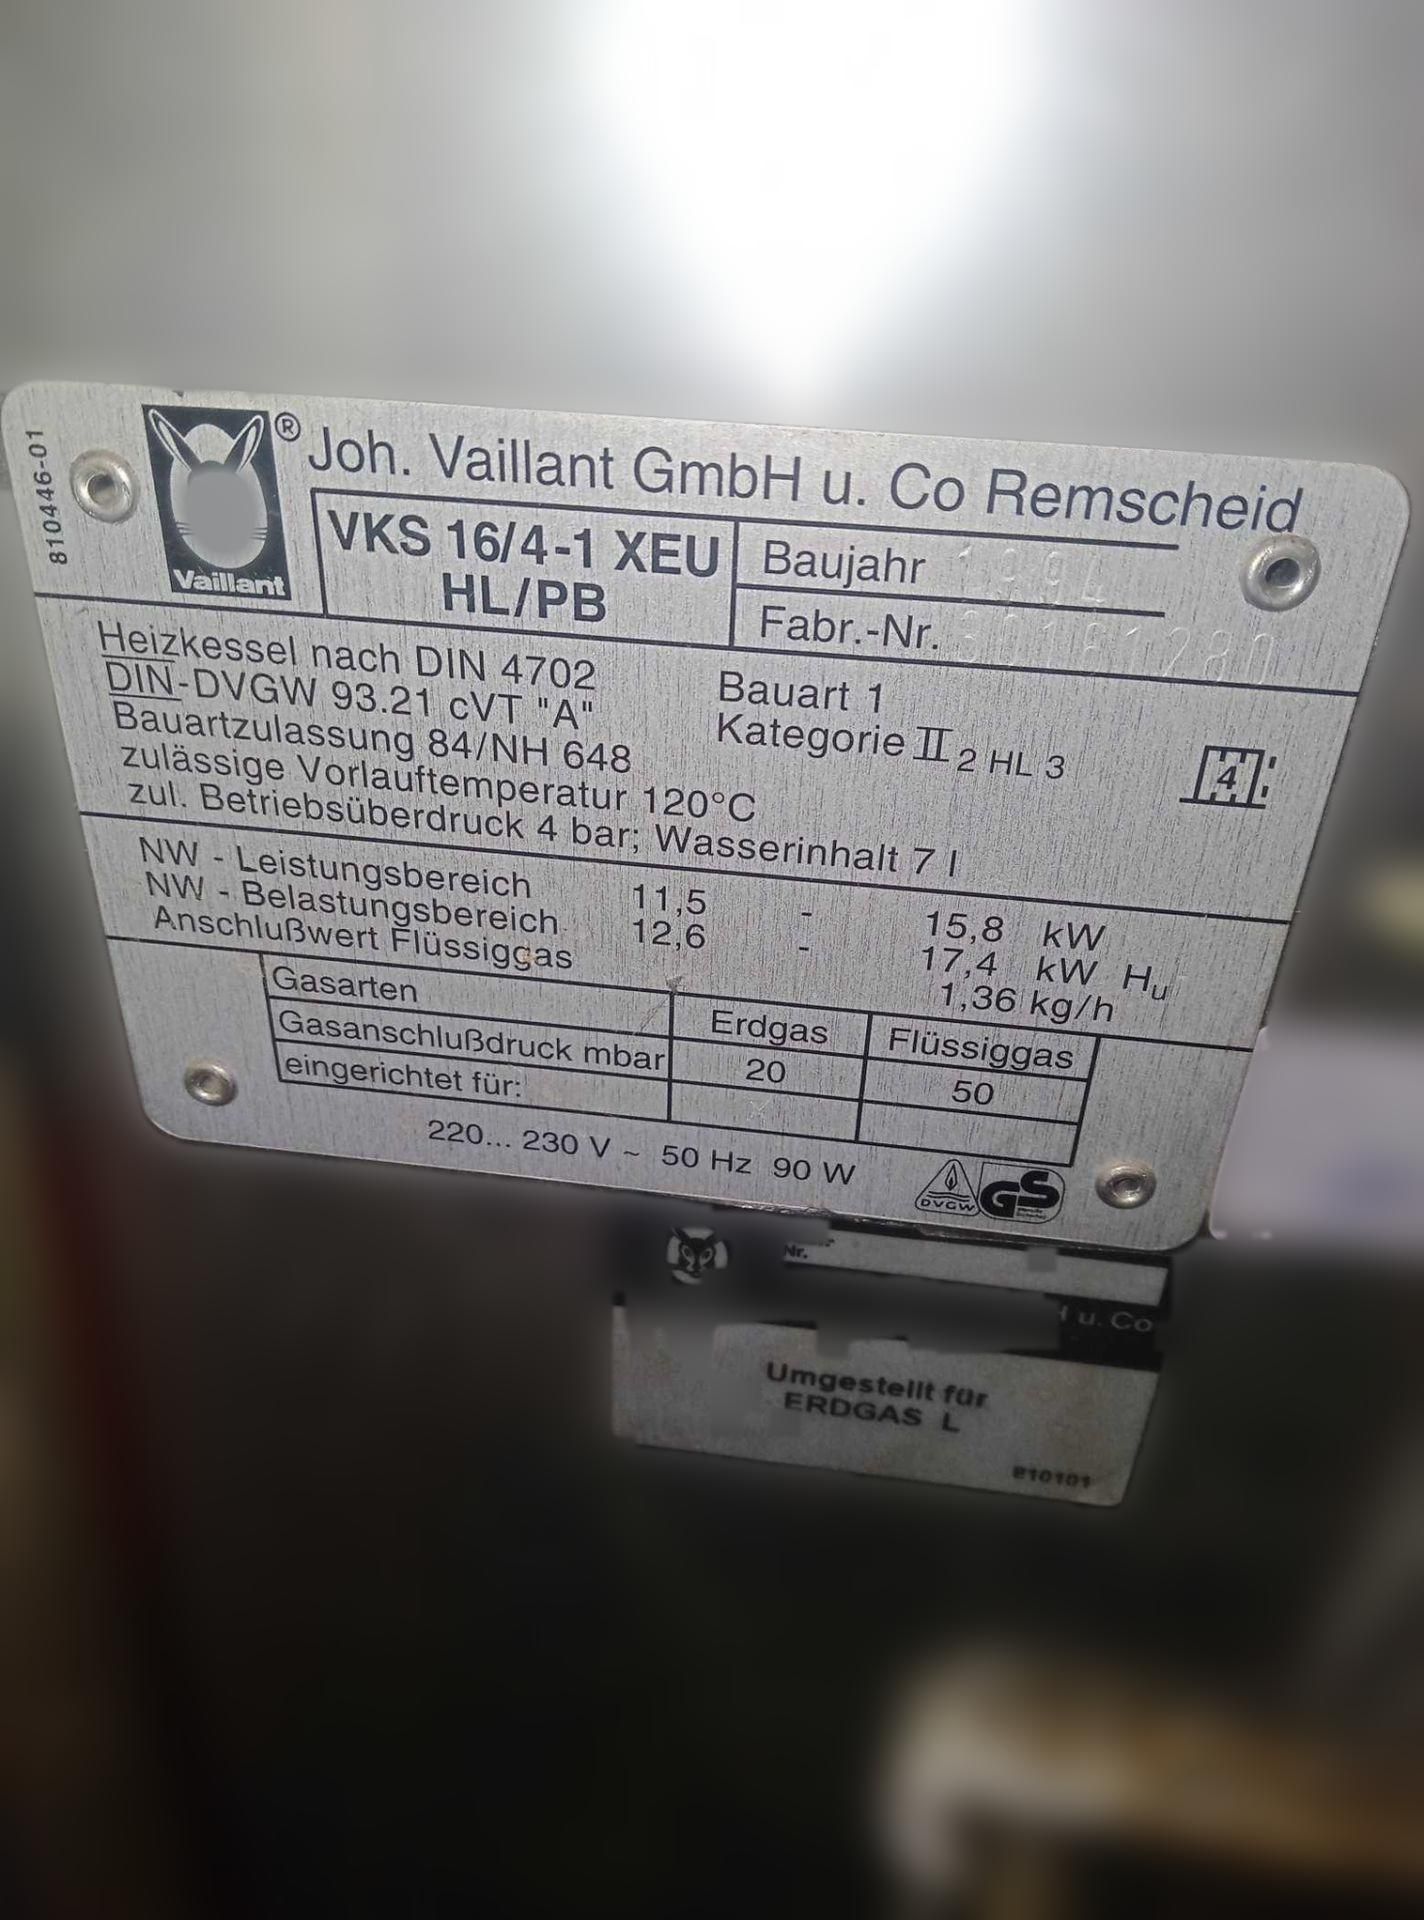 810446-01
Vaillant
®
Joh. Vaillant GmbH u. Co Remscheid
VKS 16/4-1 XEU
HL/PB
Baujahr 1994
Fabr.-Nr.
Heizkessel nach DIN 4702
DIN-DVGW 93.21 cVT "A"
Bauartzulassung 84/NH 648
zulässige Vorlauftemperatur 120°C
zul. Betriebsüberdruck 4 bar; Wasserinhalt 7 l
Bauart 1
Kategorie II 2 HL 3
4
NW - Leistungsbereich 11,5 - 15,8 kW
NW - Belastungsbereich 12,6 - 17,4 kW Hu
Anschlußwert Flüssiggas 1,36 kg/h
Gasarten Erdgas Flüssiggas
Gasanschlußdruck mbar 20 50
eingerichtet für: x
220... 230 V ~ 50 Hz 90 W
DVGW
GS
Nr.
u. Co
Umgestellt für
ERDGAS L
810101